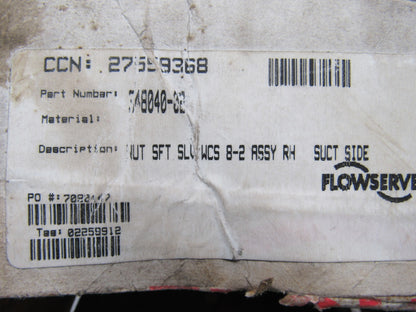 CCN: 27599368
Part Number:
Material:
Description: NUT SFT SLV WCS 8-2 ASSY RH SUCT SIDE
FLOWSERVE
PO #:
Tag: 02259912